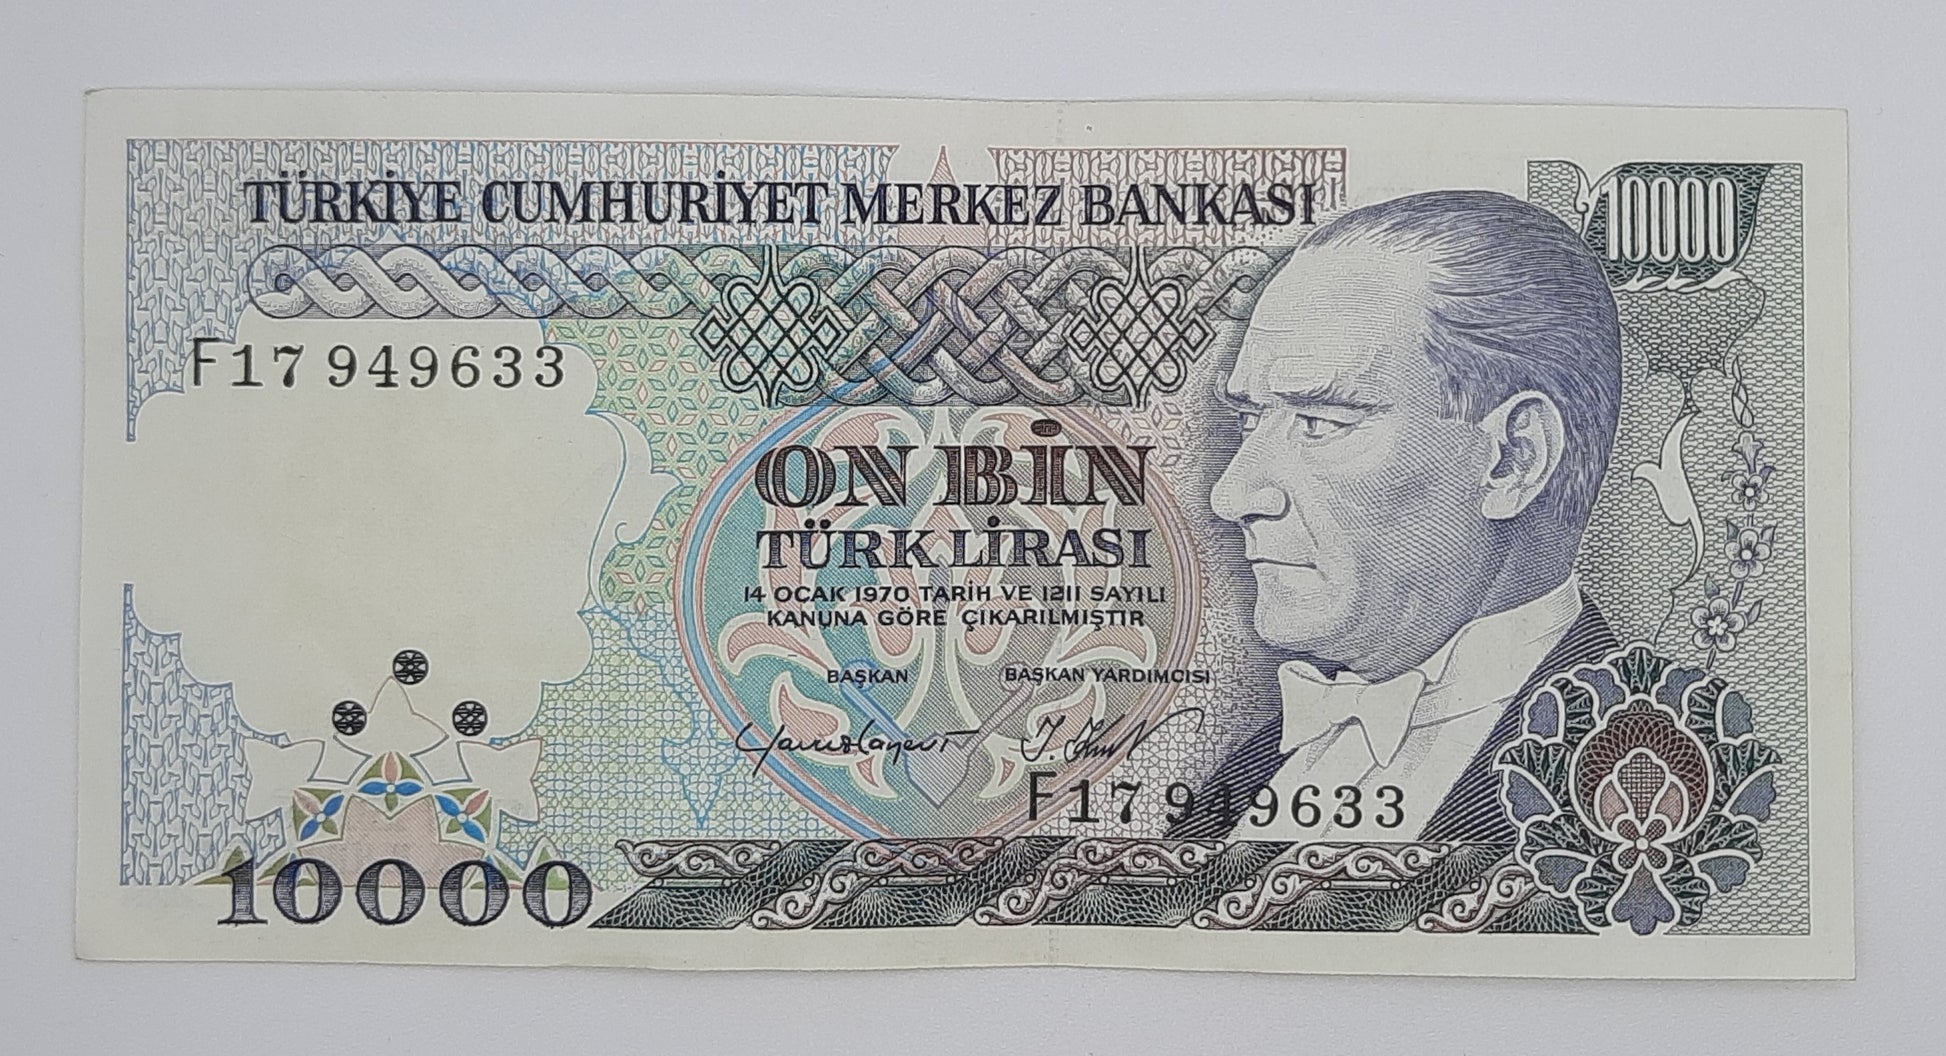 TÜRKİYE CUMHURİYET MERKEZ BANKASI
10000
F17 949633
ON BİN
TÜRK LİRASI
14 OCAK 1970 TARİH VE 1211 SAYILI
KANUNA GÖRE ÇIKARILMIŞTIR
BAŞKAN BAŞKAN YARDIMCISI
F17 949633
10000